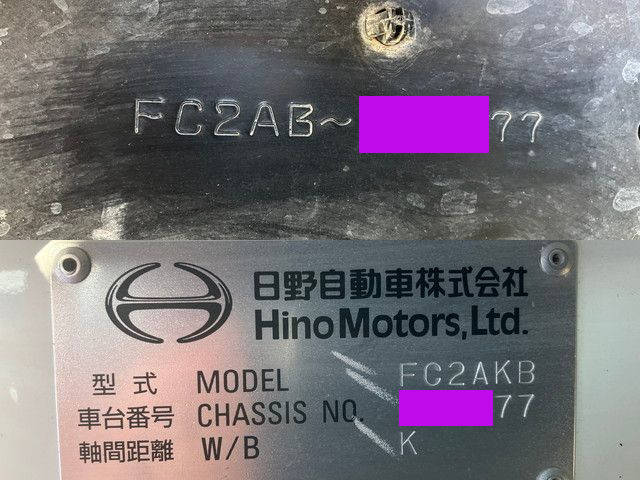 FC2AB~ 77
日野自動車株式会社
Hino Motors, Ltd.
型式 MODEL FC2AKB
車台番号 CHASSIS NO. 77
軸間距離 W/B K